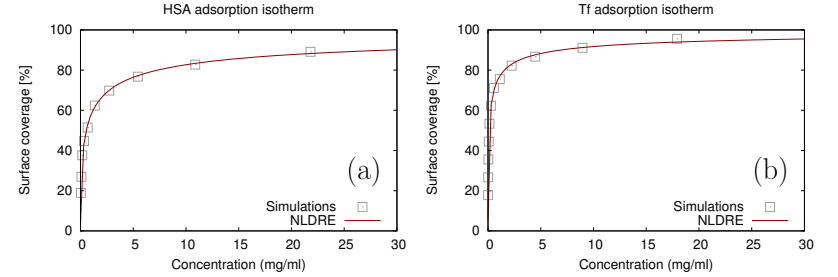 HSA adsorption isotherm
100
80
60
40
20
0
Surface coverage [%]
(a)
Simulations
NLDRE
0 5 10 15 20 25 30
Concentration (mg/ml)
Tf adsorption isotherm
100
80
60
40
20
0
Surface coverage [%]
(b)
Simulations
NLDRE
0 5 10 15 20 25 30
Concentration (mg/ml)